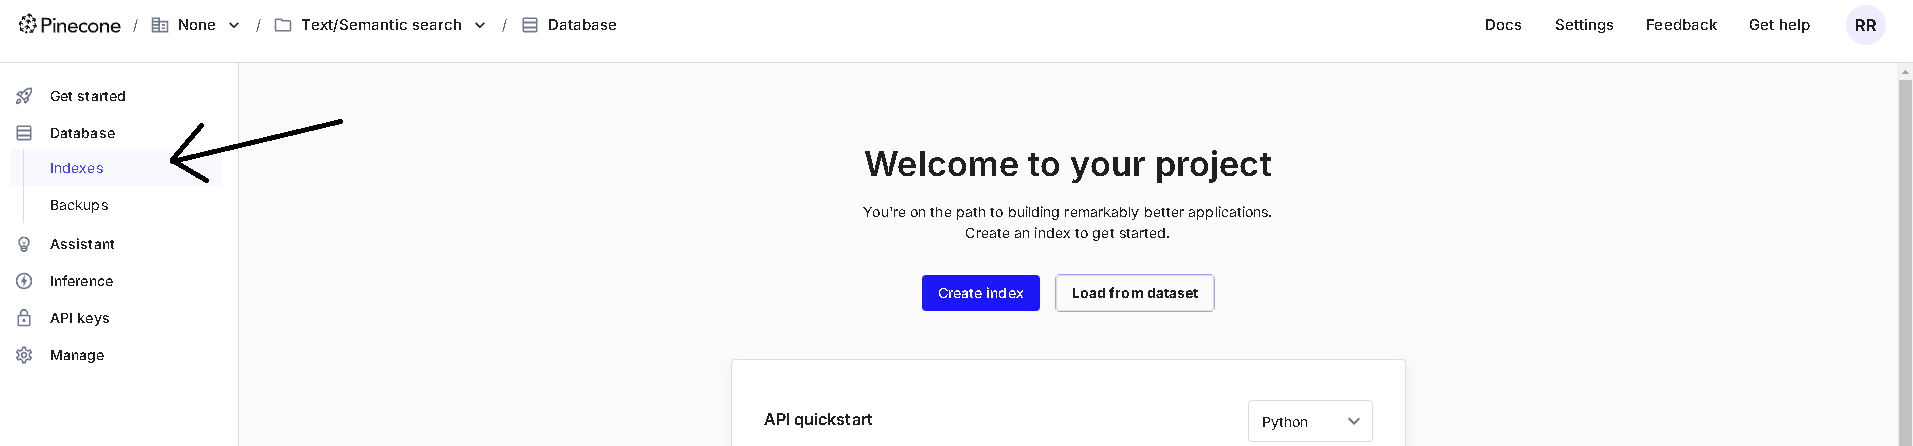 Pinecone / None / Text/Semantic search / Database
Docs Settings Feedback Get help RR
Get started
Database
Indexes
Backups
Assistant
Inference
API keys
Manage
Welcome to your project
You're on the path to building remarkably better applications.
Create an index to get started.
Create index Load from dataset
API quickstart Python